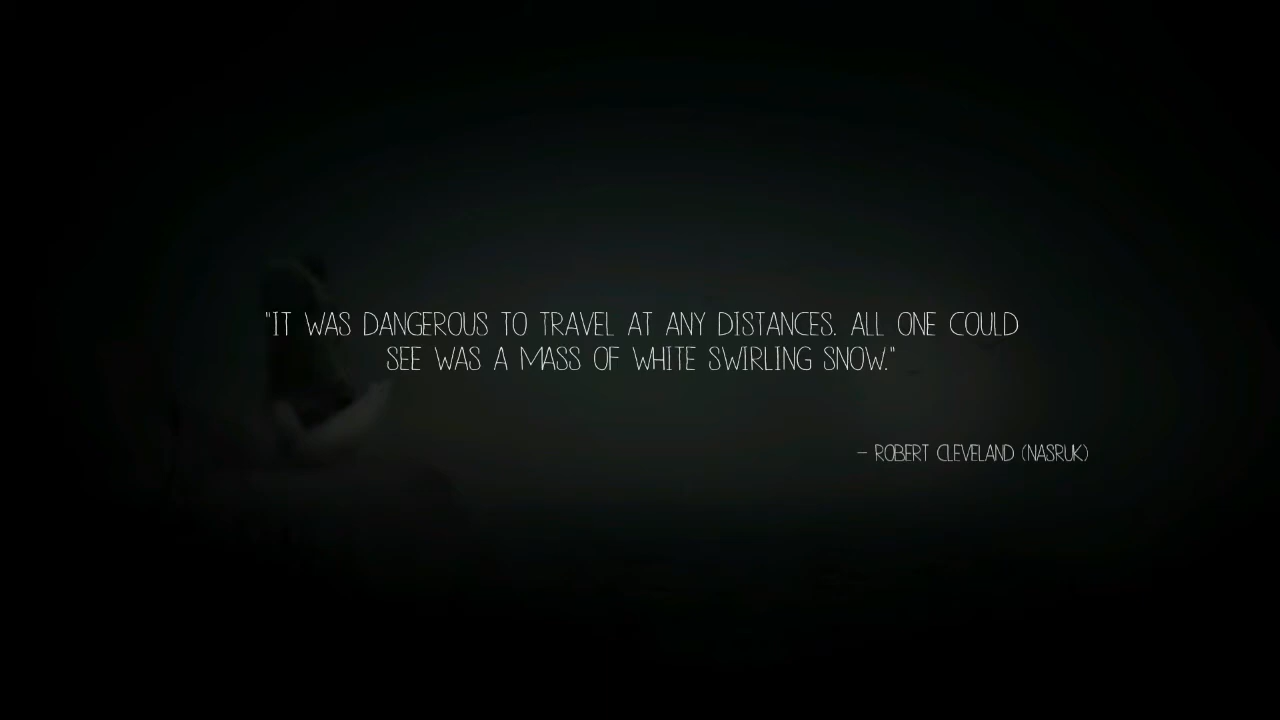 "IT WAS DANGEROUS TO TRAVEL AT ANY DISTANCES. ALL ONE COULD
SEE WAS A MASS OF WHITE SWIRLING SNOW."
– ROBERT CLEVELAND (NASRUK)